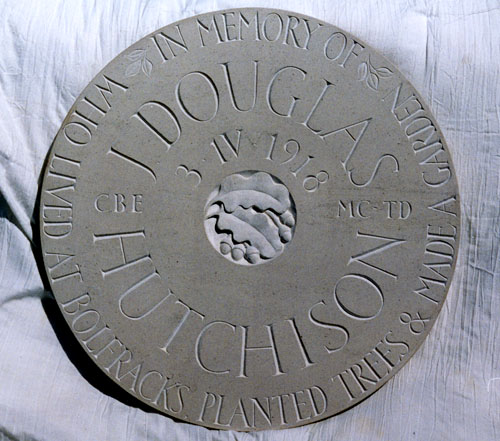 IN MEMORY OF
J DOUGLAS
3·IV·1918
CBE MC-TD
HUTCHISON
WHO LIVED AT BOLFRACKS. PLANTED TREES & MADE A GARDEN